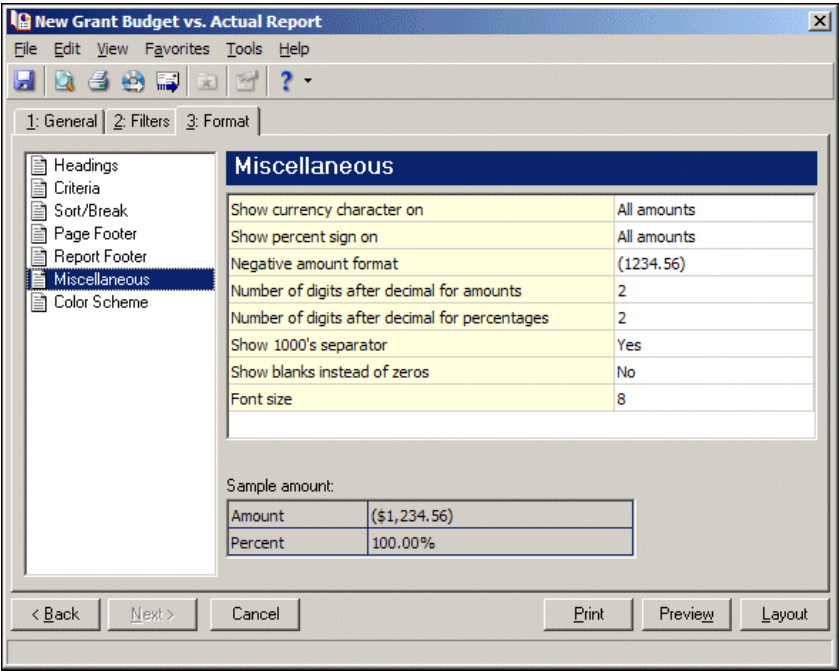 New Grant Budget vs. Actual Report
File Edit View Favorites Tools Help
1: General 2: Filters 3: Format
Headings
Criteria
Sort/Break
Page Footer
Report Footer
Miscellaneous
Color Scheme
Miscellaneous
Show currency character on All amounts
Show percent sign on All amounts
Negative amount format (1234.56)
Number of digits after decimal for amounts 2
Number of digits after decimal for percentages 2
Show 1000's separator Yes
Show blanks instead of zeros No
Font size 8
Sample amount:
Amount ($1,234.56)
Percent 100.00%
< Back Next > Cancel Print Preview Layout